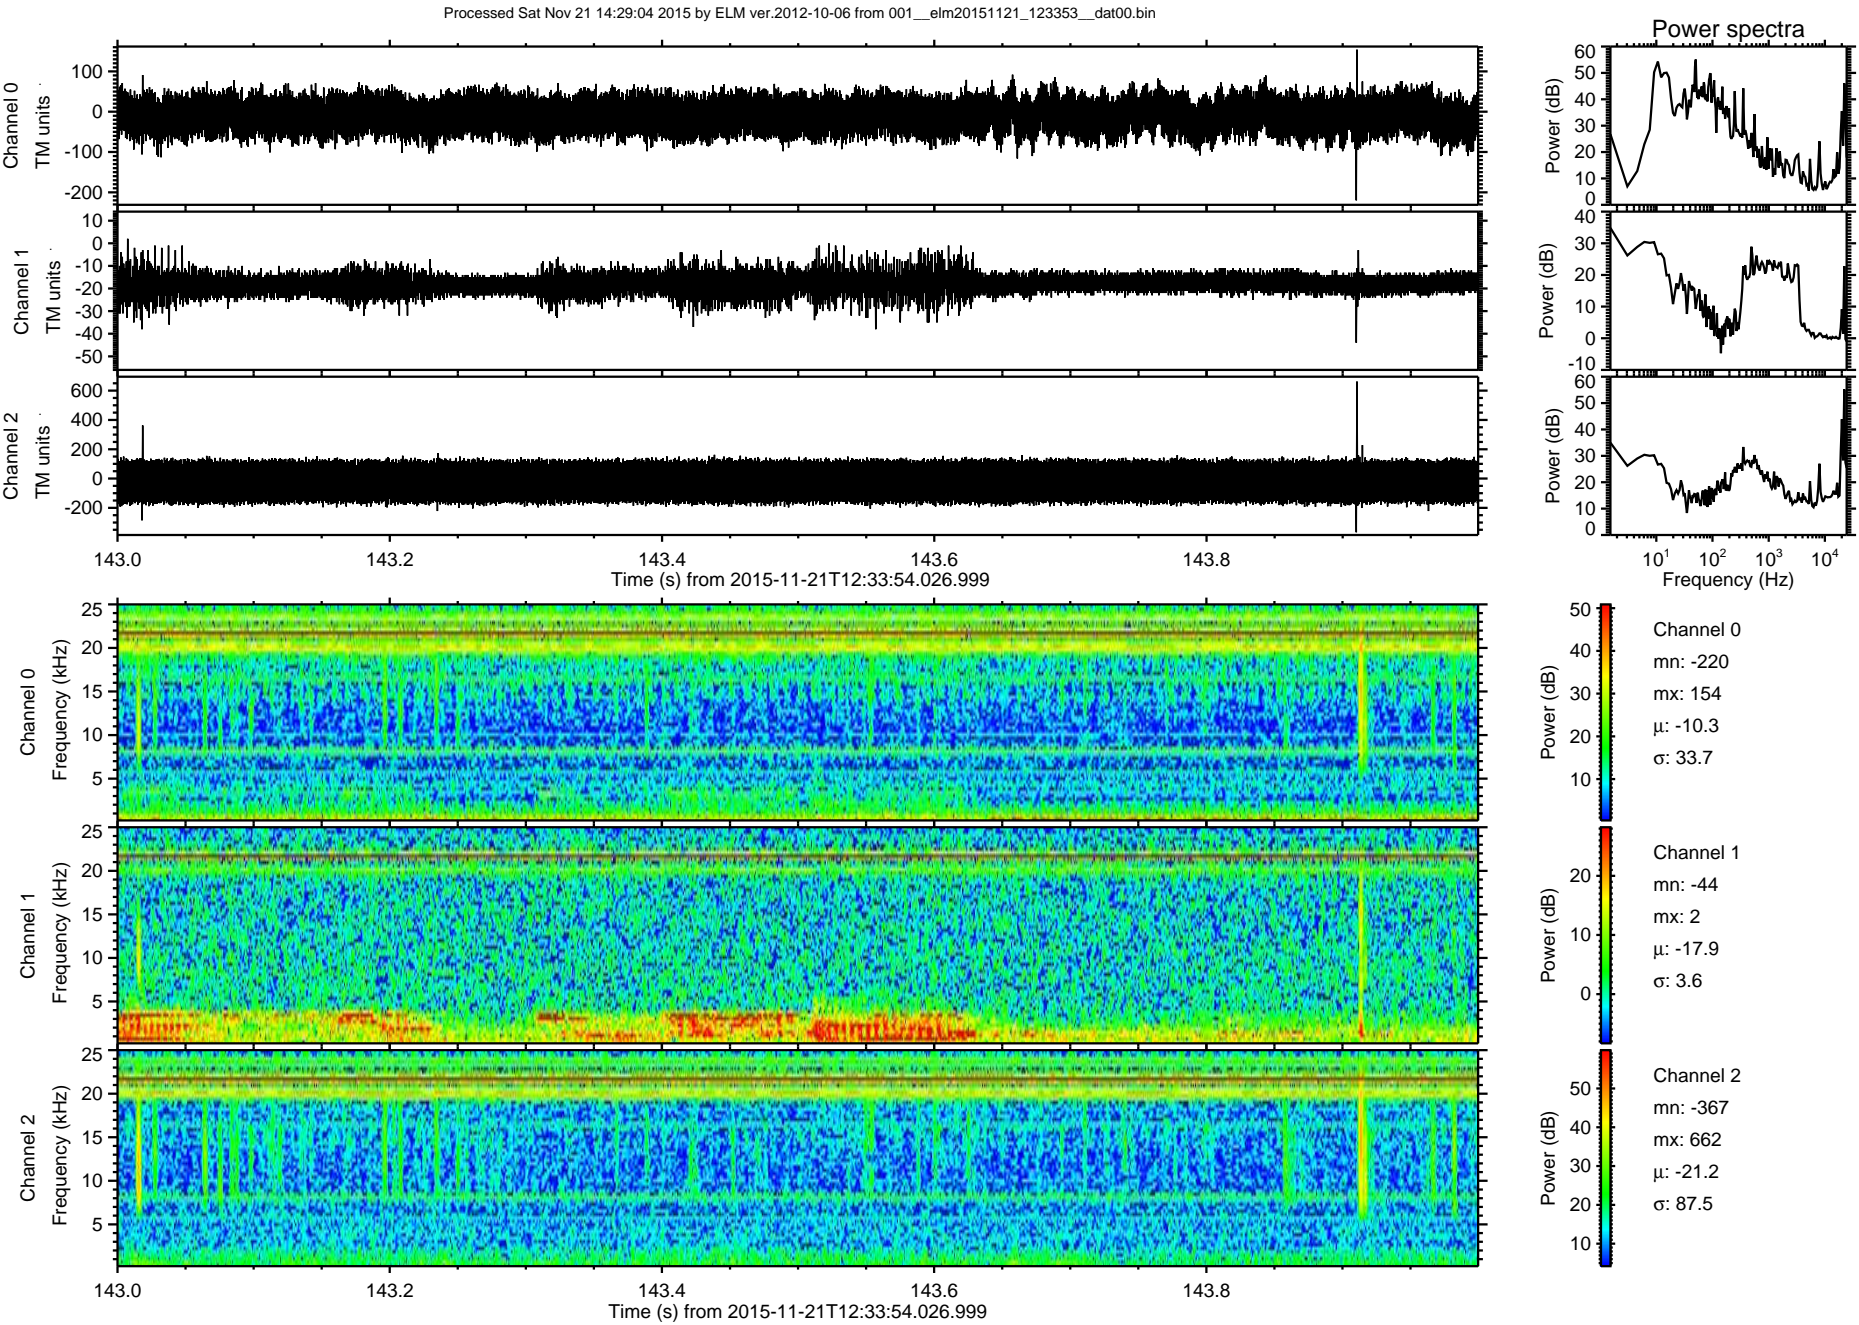 Processed Sat Nov 21 14:29:04 2015 by ELM ver.2012-10-06 from 001__elm20151121_123353__dat00.bin
Power spectra
Channel 0
TM units
100
0
-100
-200
Power (dB)
60
50
40
30
20
10
0
Channel 1
TM units
10
0
-10
-20
-30
-40
-50
Power (dB)
40
30
20
10
0
-10
Channel 2
TM units
600
400
200
0
-200
Power (dB)
60
50
40
30
20
10
0
143.0 143.2 143.4 143.6 143.8
Time (s) from 2015-11-21T12:33:54.026.999
10^1 10^2 10^3 10^4
Frequency (Hz)
Channel 0
Frequency (kHz)
25
20
15
10
5
Power (dB)
50
40
30
20
10
Channel 0
mn: -220
mx: 154
μ: -10.3
σ: 33.7
Channel 1
Frequency (kHz)
25
20
15
10
5
Power (dB)
20
10
0
Channel 1
mn: -44
mx: 2
μ: -17.9
σ: 3.6
Channel 2
Frequency (kHz)
25
20
15
10
5
Power (dB)
50
40
30
20
10
Channel 2
mn: -367
mx: 662
μ: -21.2
σ: 87.5
143.0 143.2 143.4 143.6 143.8
Time (s) from 2015-11-21T12:33:54.026.999